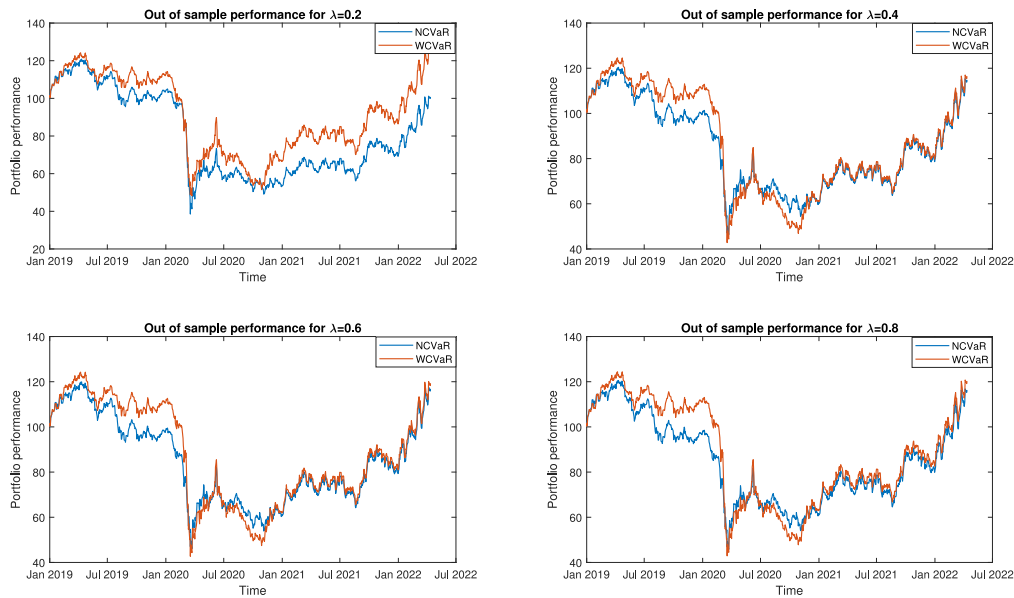 Out of sample performance for λ=0.2
NCVaR
WCVaR
Portfolio performance
140
120
100
80
60
40
20
Jan 2019 Jul 2019 Jan 2020 Jul 2020 Jan 2021 Jul 2021 Jan 2022 Jul 2022
Time
Out of sample performance for λ=0.4
NCVaR
WCVaR
Portfolio performance
140
120
100
80
60
40
Jan 2019 Jul 2019 Jan 2020 Jul 2020 Jan 2021 Jul 2021 Jan 2022 Jul 2022
Time
Out of sample performance for λ=0.6
NCVaR
WCVaR
Portfolio performance
140
120
100
80
60
40
Jan 2019 Jul 2019 Jan 2020 Jul 2020 Jan 2021 Jul 2021 Jan 2022 Jul 2022
Time
Out of sample performance for λ=0.8
NCVaR
WCVaR
Portfolio performance
140
120
100
80
60
40
Jan 2019 Jul 2019 Jan 2020 Jul 2020 Jan 2021 Jul 2021 Jan 2022 Jul 2022
Time